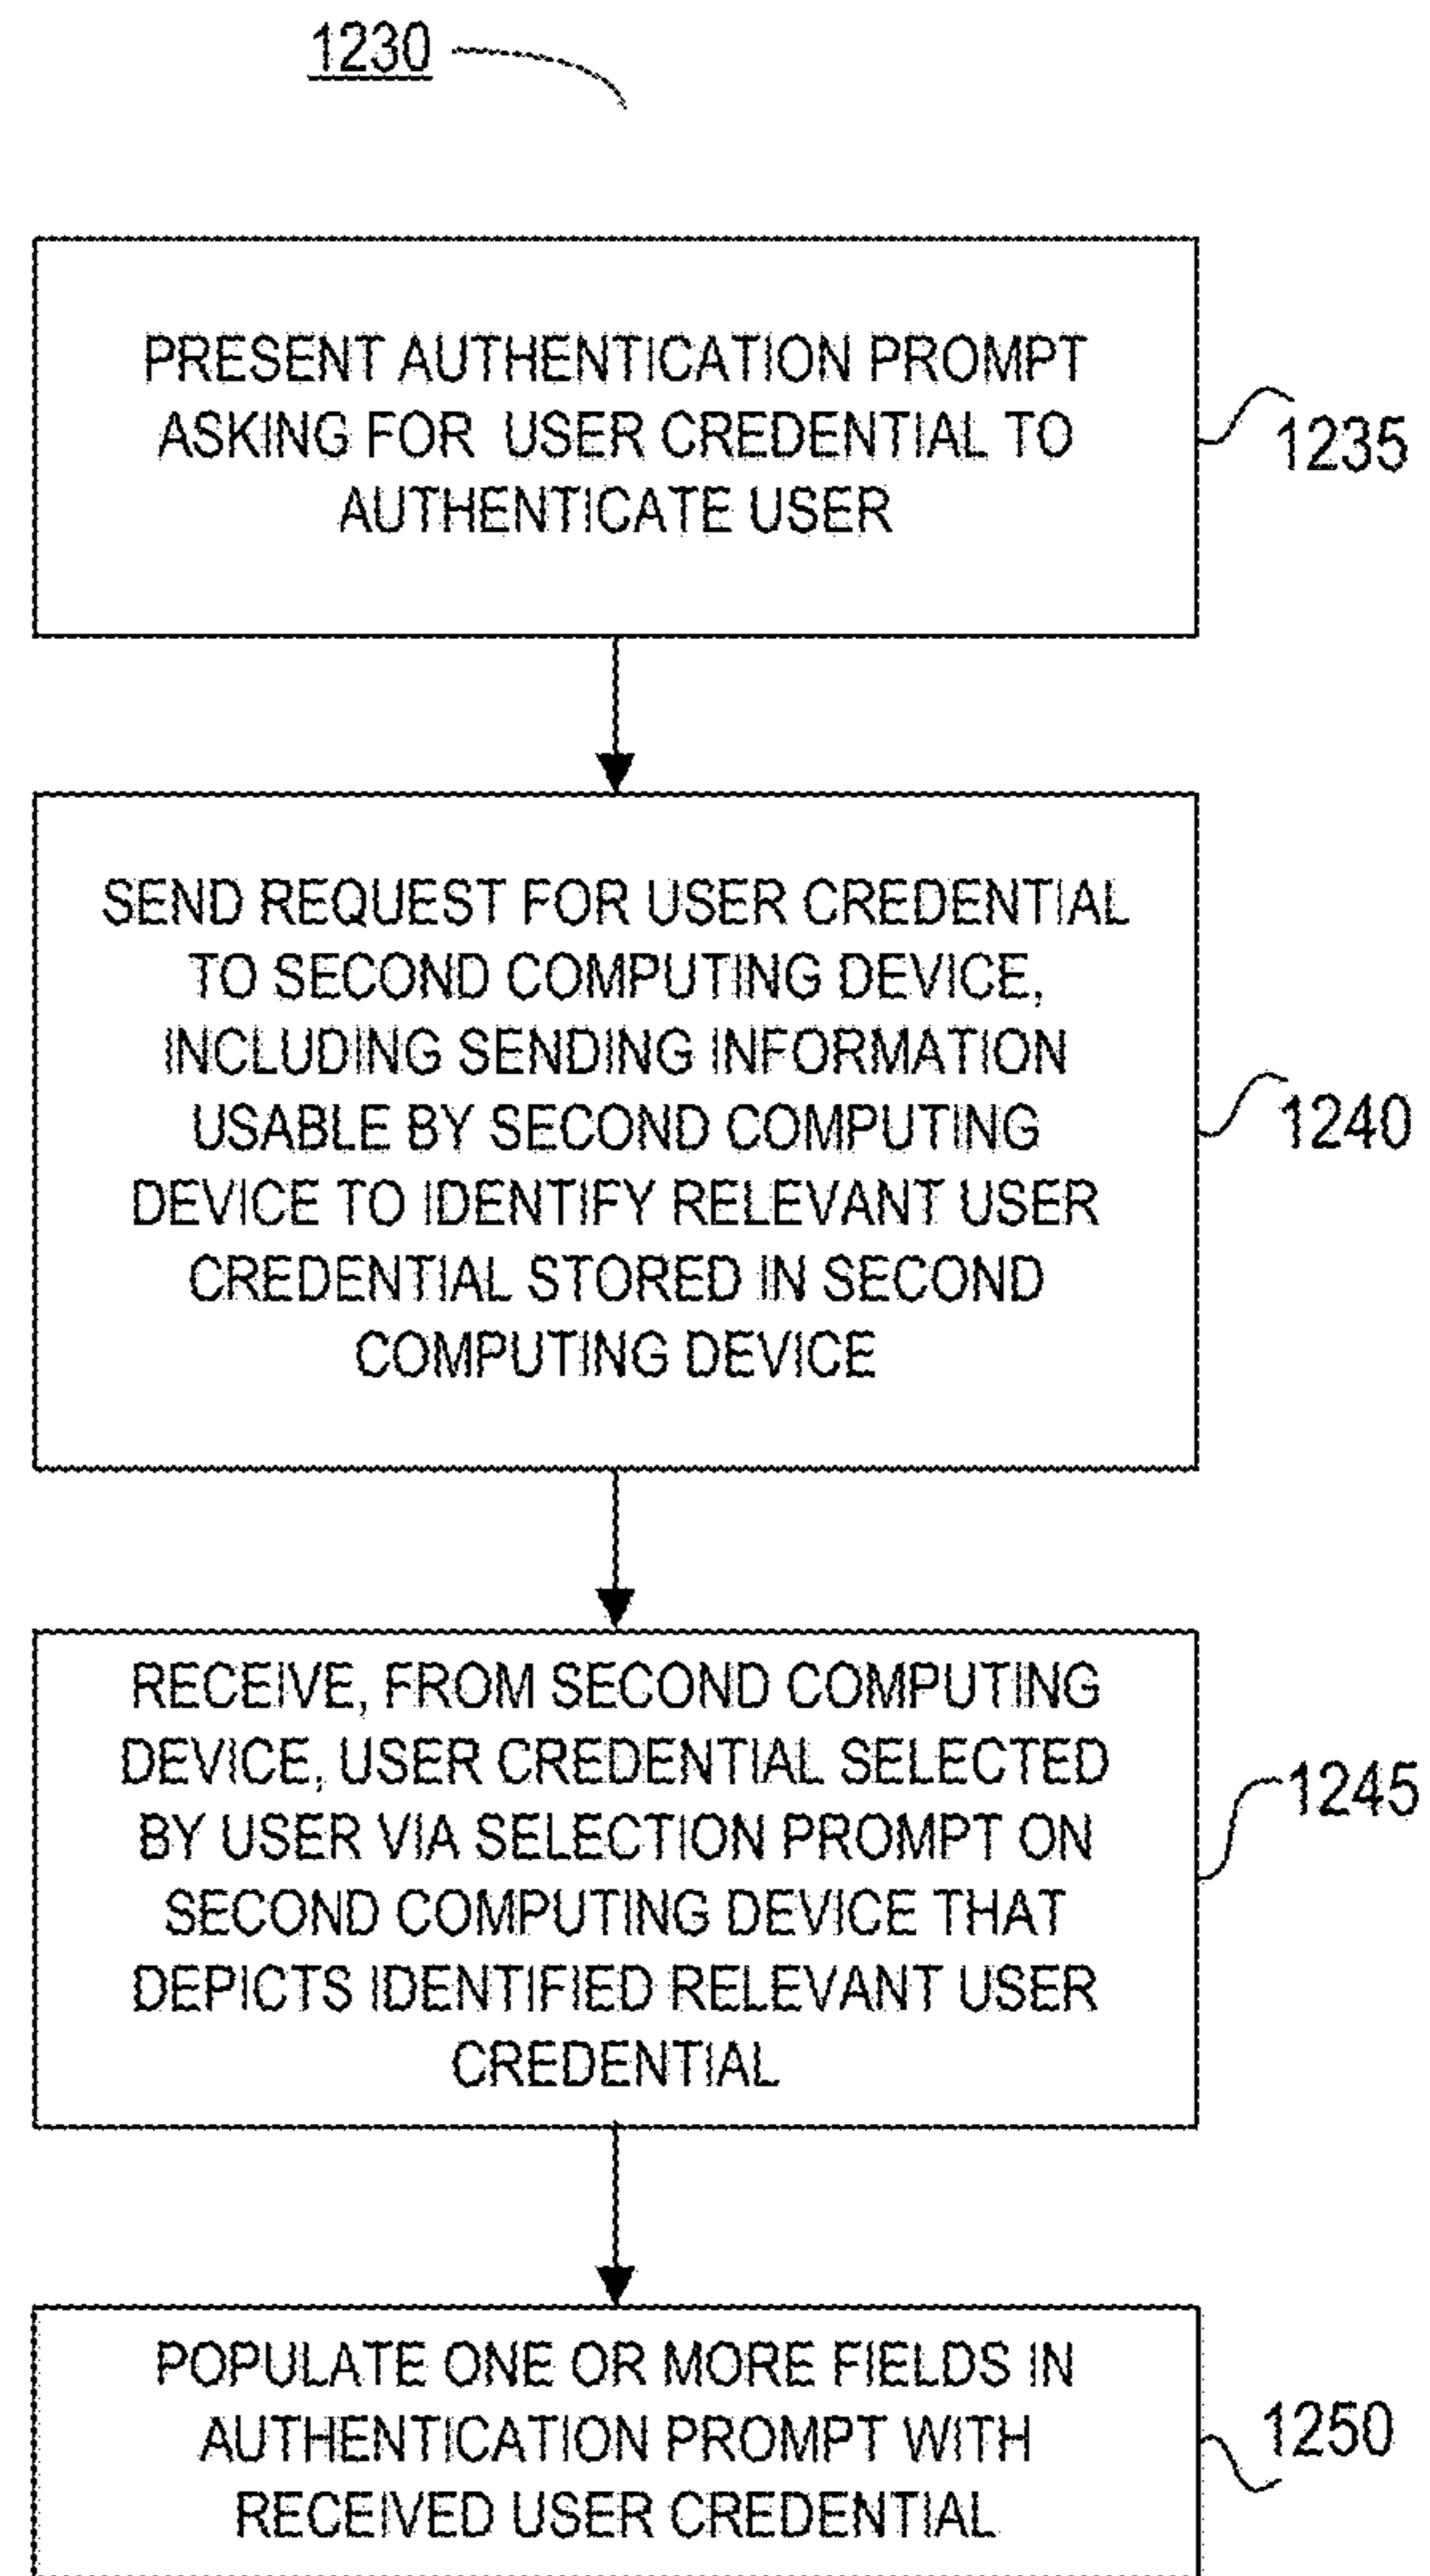 1230
PRESENT AUTHENTICATION PROMPT
ASKING FOR USER CREDENTIAL TO
AUTHENTICATE USER
1235
SEND REQUEST FOR USER CREDENTIAL
TO SECOND COMPUTING DEVICE,
INCLUDING SENDING INFORMATION
USABLE BY SECOND COMPUTING
DEVICE TO IDENTIFY RELEVANT USER
CREDENTIAL STORED IN SECOND
COMPUTING DEVICE
1240
RECEIVE, FROM SECOND COMPUTING
DEVICE, USER CREDENTIAL SELECTED
BY USER VIA SELECTION PROMPT ON
SECOND COMPUTING DEVICE THAT
DEPICTS IDENTIFIED RELEVANT USER
CREDENTIAL
1245
POPULATE ONE OR MORE FIELDS IN
AUTHENTICATION PROMPT WITH
RECEIVED USER CREDENTIAL
1250